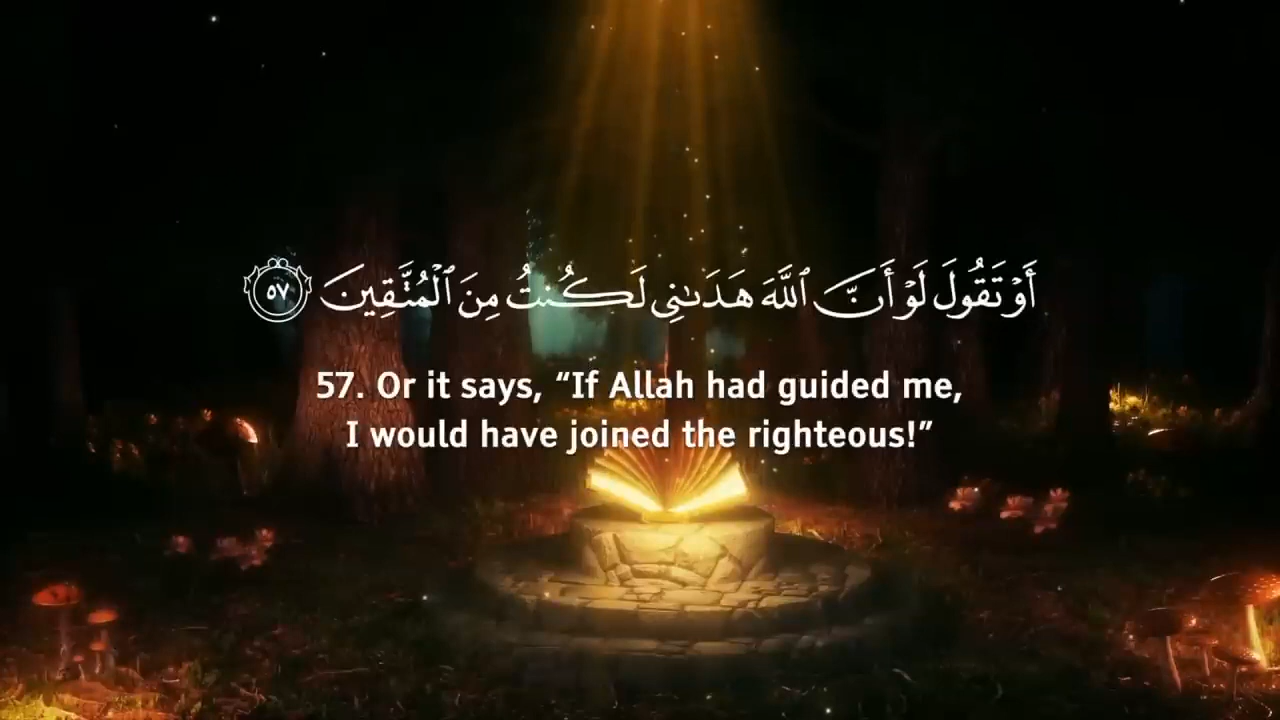 أَوْ تَقُولَ لَوْ أَنَّ ٱللَّهَ هَدَىٰنِى لَكُنتُ مِنَ ٱلْمُتَّقِينَ ٥٧
57. Or it says, “If Allah had guided me,
I would have joined the righteous!”